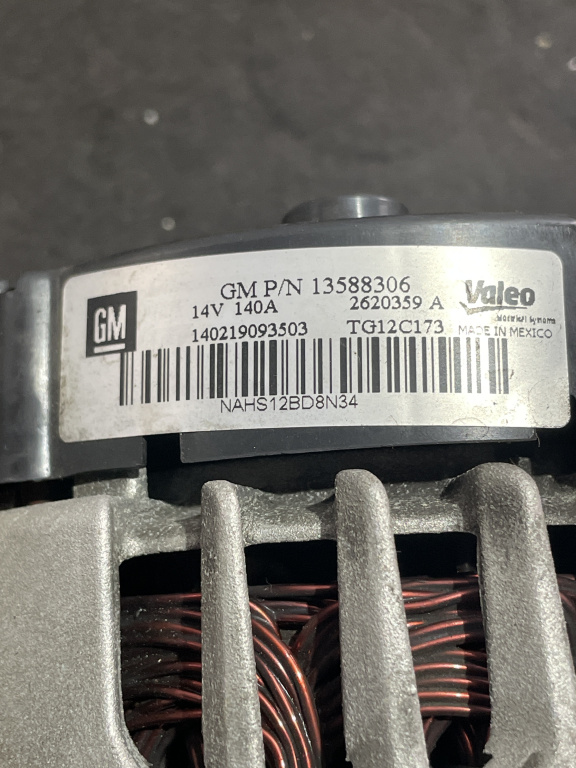 GM
GM P/N 13588306
14V 140A 2620359 A
140219093503 TG12C173
Valeo
MADE IN MEXICO
NAHS12BD8N34